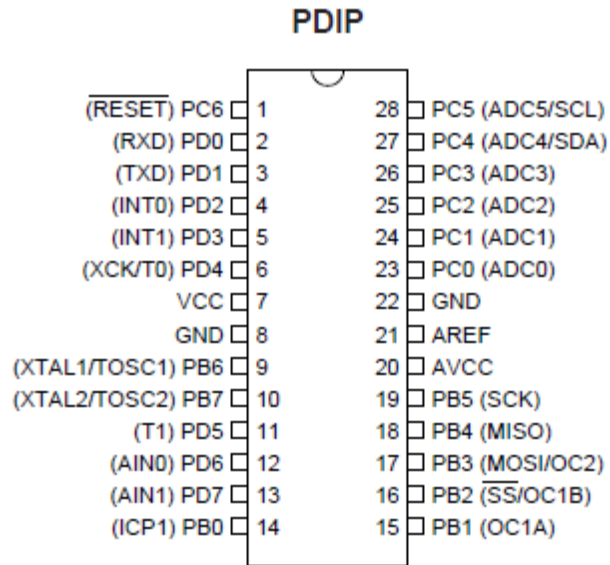 PDIP
(RESET) PC6 1 28 PC5 (ADC5/SCL)
(RXD) PD0 2 27 PC4 (ADC4/SDA)
(TXD) PD1 3 26 PC3 (ADC3)
(INT0) PD2 4 25 PC2 (ADC2)
(INT1) PD3 5 24 PC1 (ADC1)
(XCK/T0) PD4 6 23 PC0 (ADC0)
VCC 7 22 GND
GND 8 21 AREF
(XTAL1/TOSC1) PB6 9 20 AVCC
(XTAL2/TOSC2) PB7 10 19 PB5 (SCK)
(T1) PD5 11 18 PB4 (MISO)
(AIN0) PD6 12 17 PB3 (MOSI/OC2)
(AIN1) PD7 13 16 PB2 (SS/OC1B)
(ICP1) PB0 14 15 PB1 (OC1A)